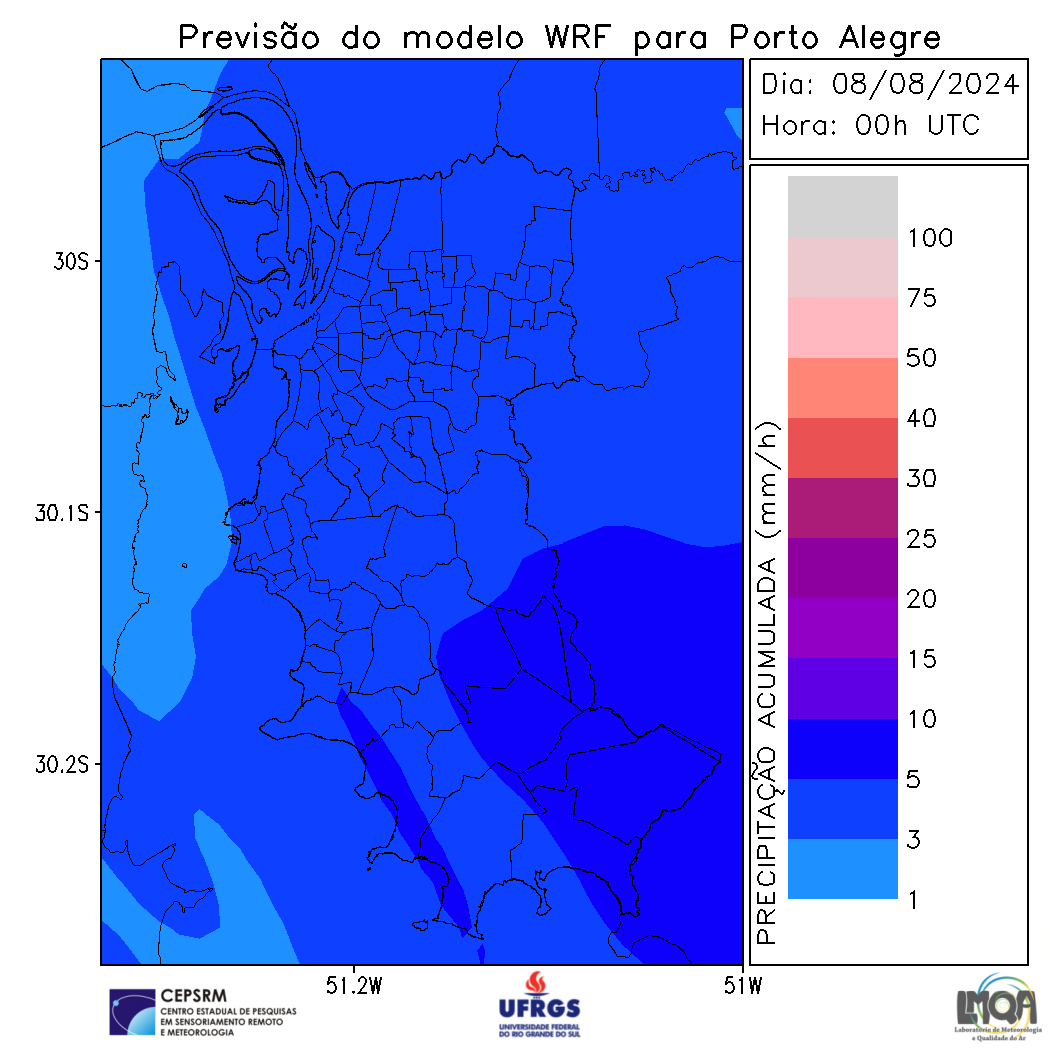 Previsão do modelo WRF para Porto Alegre
Dia: 08/08/2024
Hora: 00h UTC
30S
30.1S
30.2S
51.2W
51W
PRECIPITAÇÃO ACUMULADA (mm/h)
100
75
50
40
30
25
20
15
10
5
3
1
CEPSRM
CENTRO ESTADUAL DE PESQUISAS
EM SENSORIAMENTO REMOTO
E METEOROLOGIA
UFRGS
UNIVERSIDADE FEDERAL
DO RIO GRANDE DO SUL
LMQA
Laboratório de Meteorologia
e Qualidade do Ar